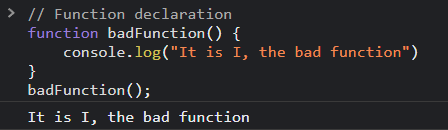 > // Function declaration
function badFunction() {
    console.log("It is I, the bad function")
}
badFunction();
It is I, the bad function